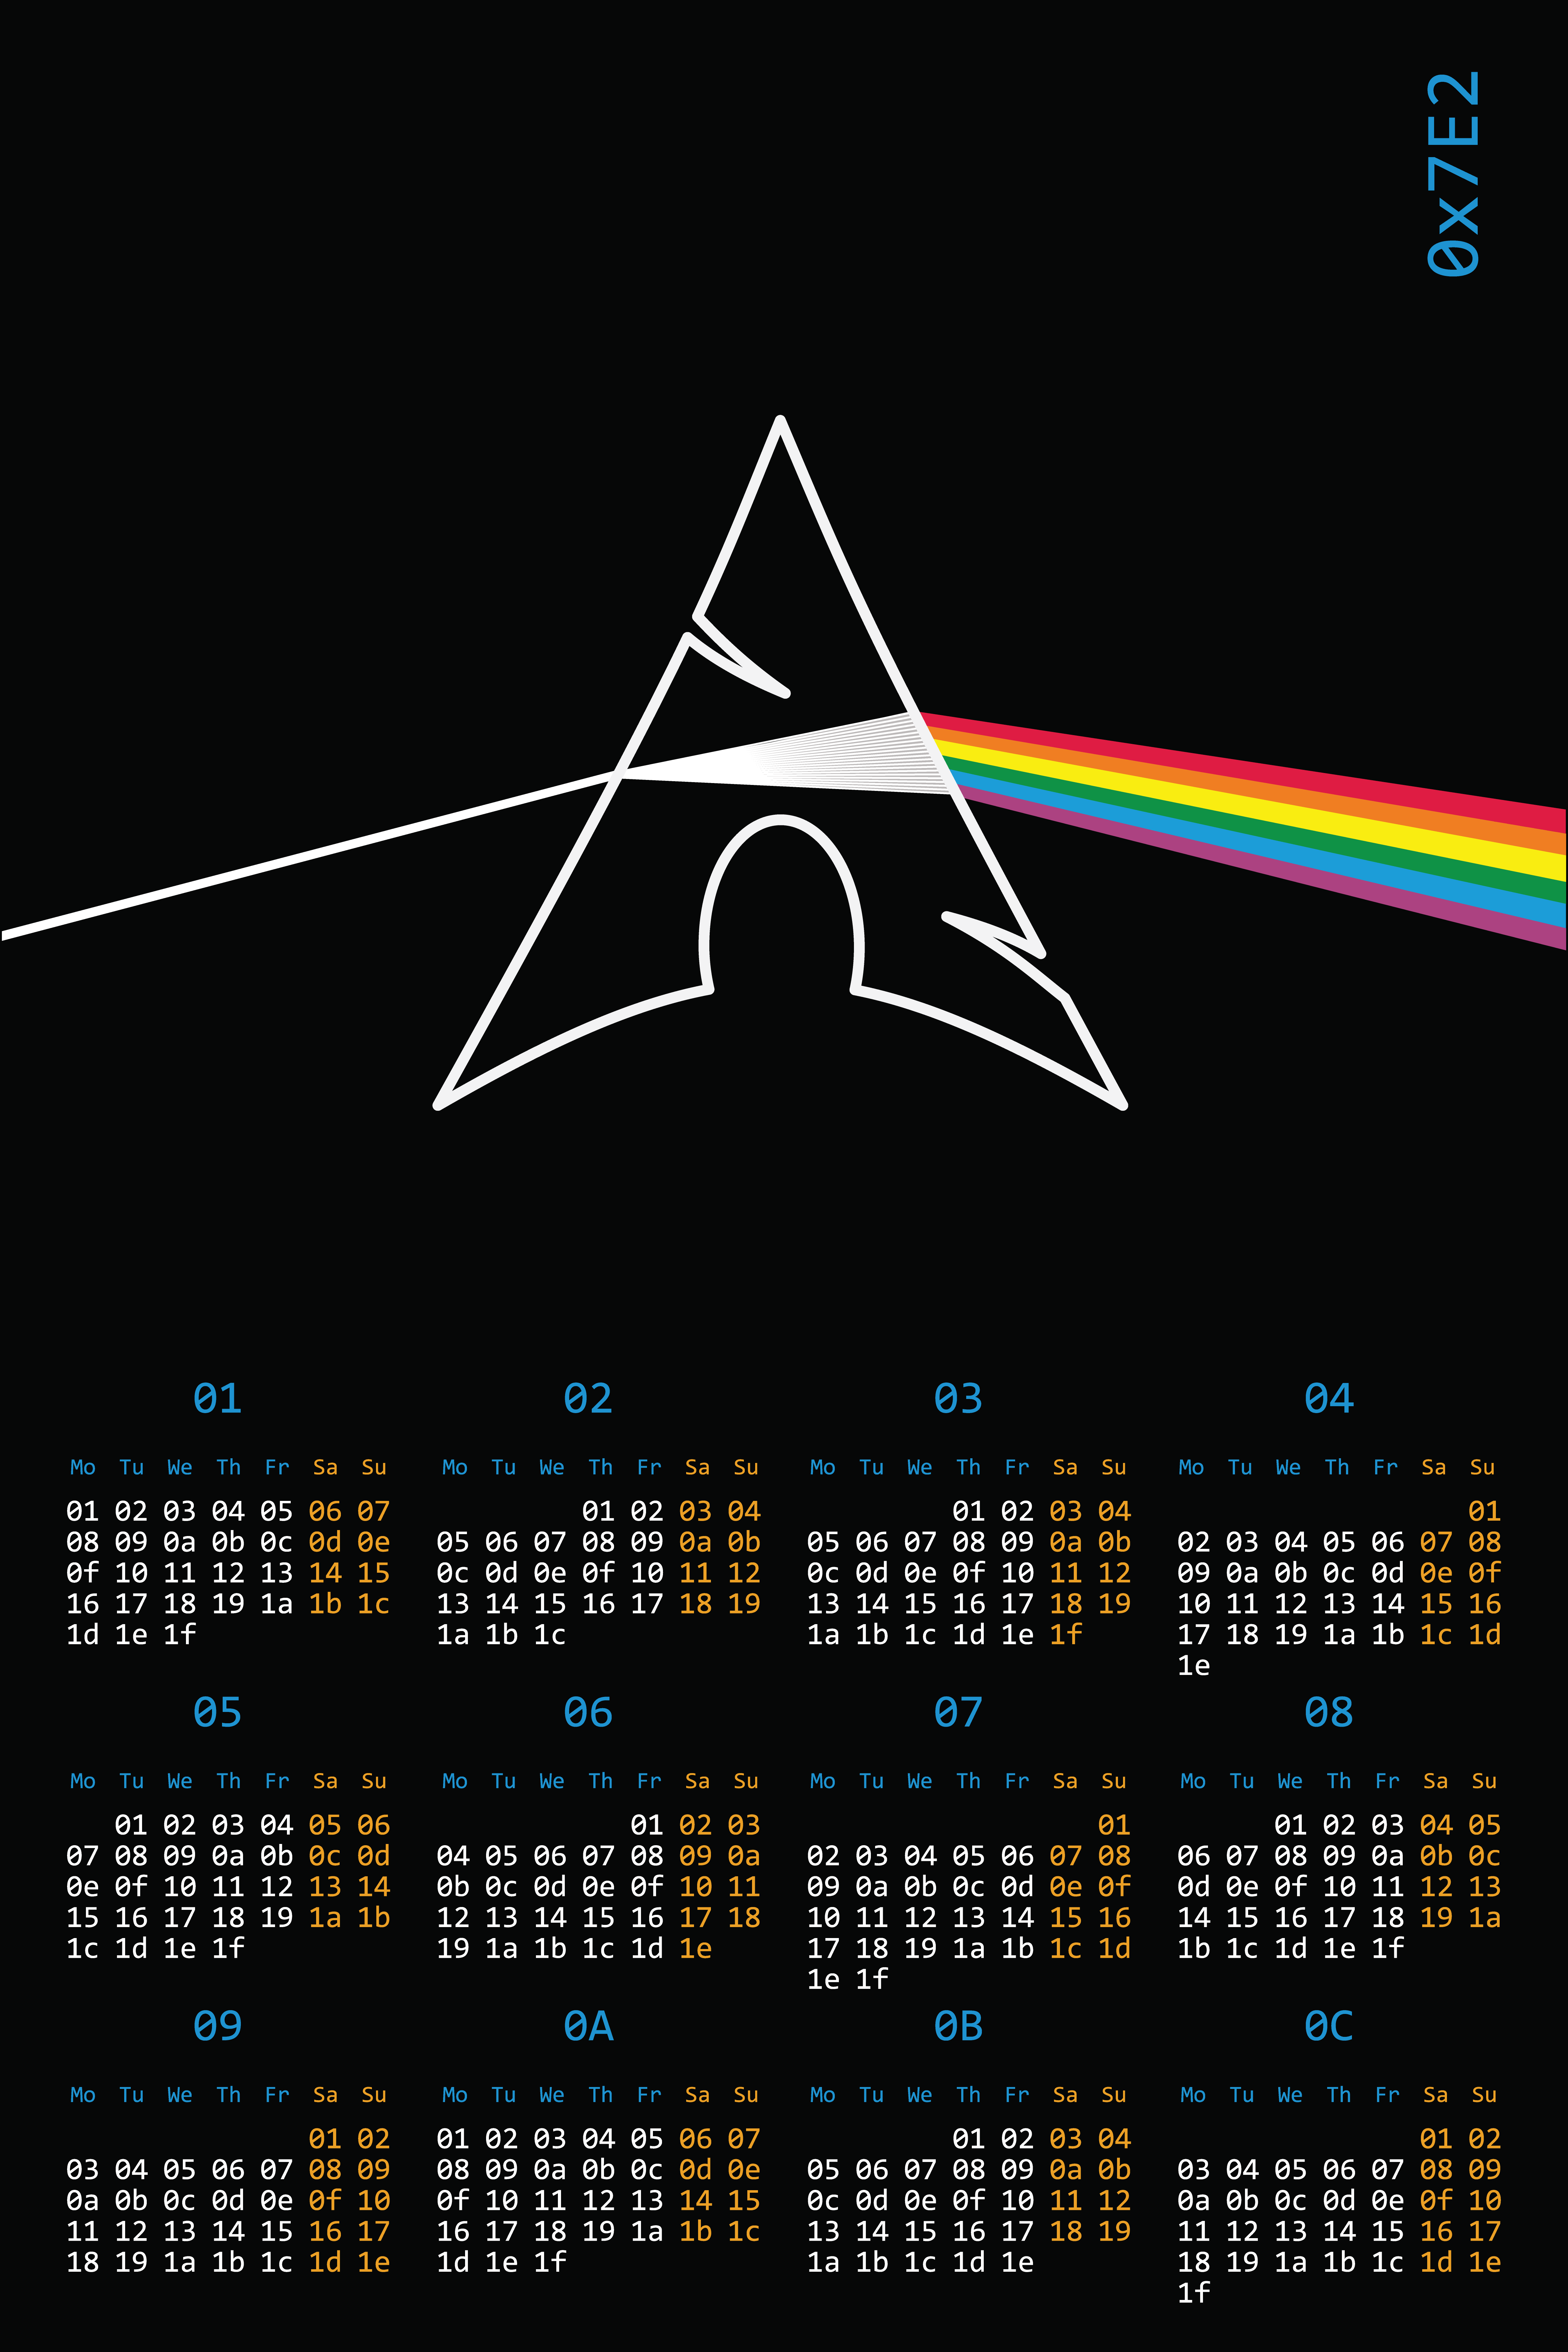 0x7E2
01
Mo Tu We Th Fr Sa Su
01 02 03 04 05 06 07
08 09 0a 0b 0c 0d 0e
0f 10 11 12 13 14 15
16 17 18 19 1a 1b 1c
1d 1e 1f
02
Mo Tu We Th Fr Sa Su
01 02 03 04
05 06 07 08 09 0a 0b
0c 0d 0e 0f 10 11 12
13 14 15 16 17 18 19
1a 1b 1c
03
Mo Tu We Th Fr Sa Su
01 02 03 04
05 06 07 08 09 0a 0b
0c 0d 0e 0f 10 11 12
13 14 15 16 17 18 19
1a 1b 1c 1d 1e 1f
04
Mo Tu We Th Fr Sa Su
01
02 03 04 05 06 07 08
09 0a 0b 0c 0d 0e 0f
10 11 12 13 14 15 16
17 18 19 1a 1b 1c 1d
1e
05
Mo Tu We Th Fr Sa Su
01 02 03 04 05 06
07 08 09 0a 0b 0c 0d
0e 0f 10 11 12 13 14
15 16 17 18 19 1a 1b
1c 1d 1e 1f
06
Mo Tu We Th Fr Sa Su
01 02 03
04 05 06 07 08 09 0a
0b 0c 0d 0e 0f 10 11
12 13 14 15 16 17 18
19 1a 1b 1c 1d 1e
07
Mo Tu We Th Fr Sa Su
01
02 03 04 05 06 07 08
09 0a 0b 0c 0d 0e 0f
10 11 12 13 14 15 16
17 18 19 1a 1b 1c 1d
1e 1f
08
Mo Tu We Th Fr Sa Su
01 02 03 04 05
06 07 08 09 0a 0b 0c
0d 0e 0f 10 11 12 13
14 15 16 17 18 19 1a
1b 1c 1d 1e 1f
09
Mo Tu We Th Fr Sa Su
01 02
03 04 05 06 07 08 09
0a 0b 0c 0d 0e 0f 10
11 12 13 14 15 16 17
18 19 1a 1b 1c 1d 1e
0A
Mo Tu We Th Fr Sa Su
01 02 03 04 05 06 07
08 09 0a 0b 0c 0d 0e
0f 10 11 12 13 14 15
16 17 18 19 1a 1b 1c
1d 1e 1f
0B
Mo Tu We Th Fr Sa Su
01 02 03 04
05 06 07 08 09 0a 0b
0c 0d 0e 0f 10 11 12
13 14 15 16 17 18 19
1a 1b 1c 1d 1e
0C
Mo Tu We Th Fr Sa Su
01 02
03 04 05 06 07 08 09
0a 0b 0c 0d 0e 0f 10
11 12 13 14 15 16 17
18 19 1a 1b 1c 1d 1e
1f